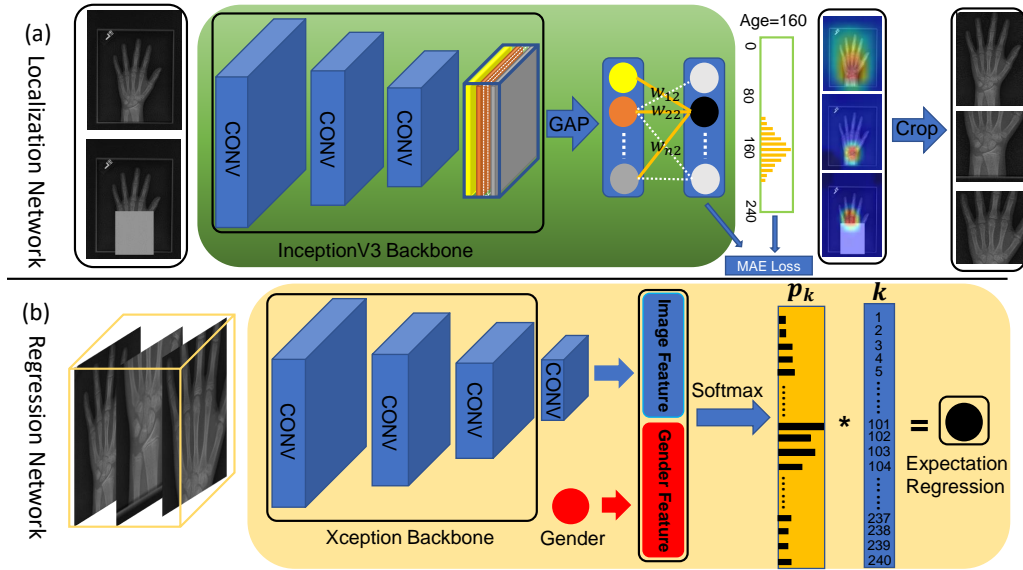 (a)
Localization Network
CONV
CONV
CONV
InceptionV3 Backbone
GAP
w12
w22
wn2
Age=160
0
80
160
240
MAE Loss
Crop
(b)
Regression Network
CONV
CONV
CONV
CONV
Xception Backbone
Gender
Image Feature
Gender Feature
Softmax
pk
k
1
2
3
4
5
101
102
103
104
237
238
239
240
*
=
Expectation
Regression